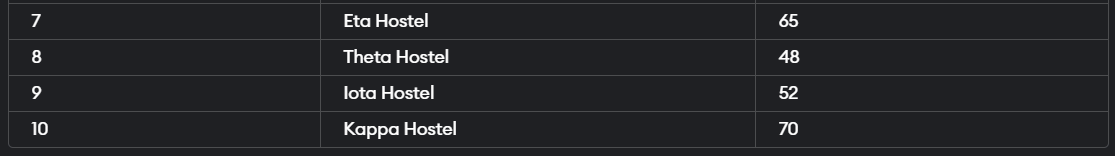 7 Eta Hostel 65
8 Theta Hostel 48
9 Iota Hostel 52
10 Kappa Hostel 70